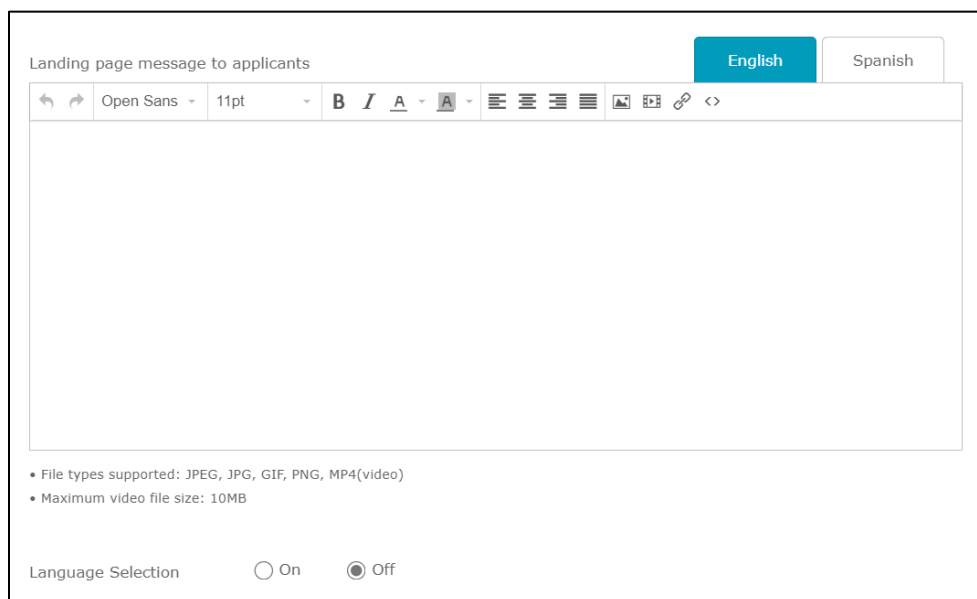 Landing page message to applicants
English
Spanish
Open Sans 11pt B I A A <>
• File types supported: JPEG, JPG, GIF, PNG, MP4(video)
• Maximum video file size: 10MB
Language Selection On Off